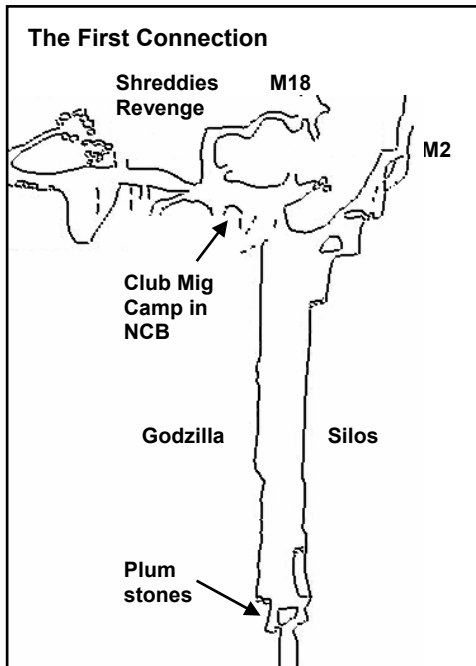 The First Connection
Shreddies
Revenge
M18
M2
Club Mig
Camp in
NCB
Godzilla
Silos
Plum
stones